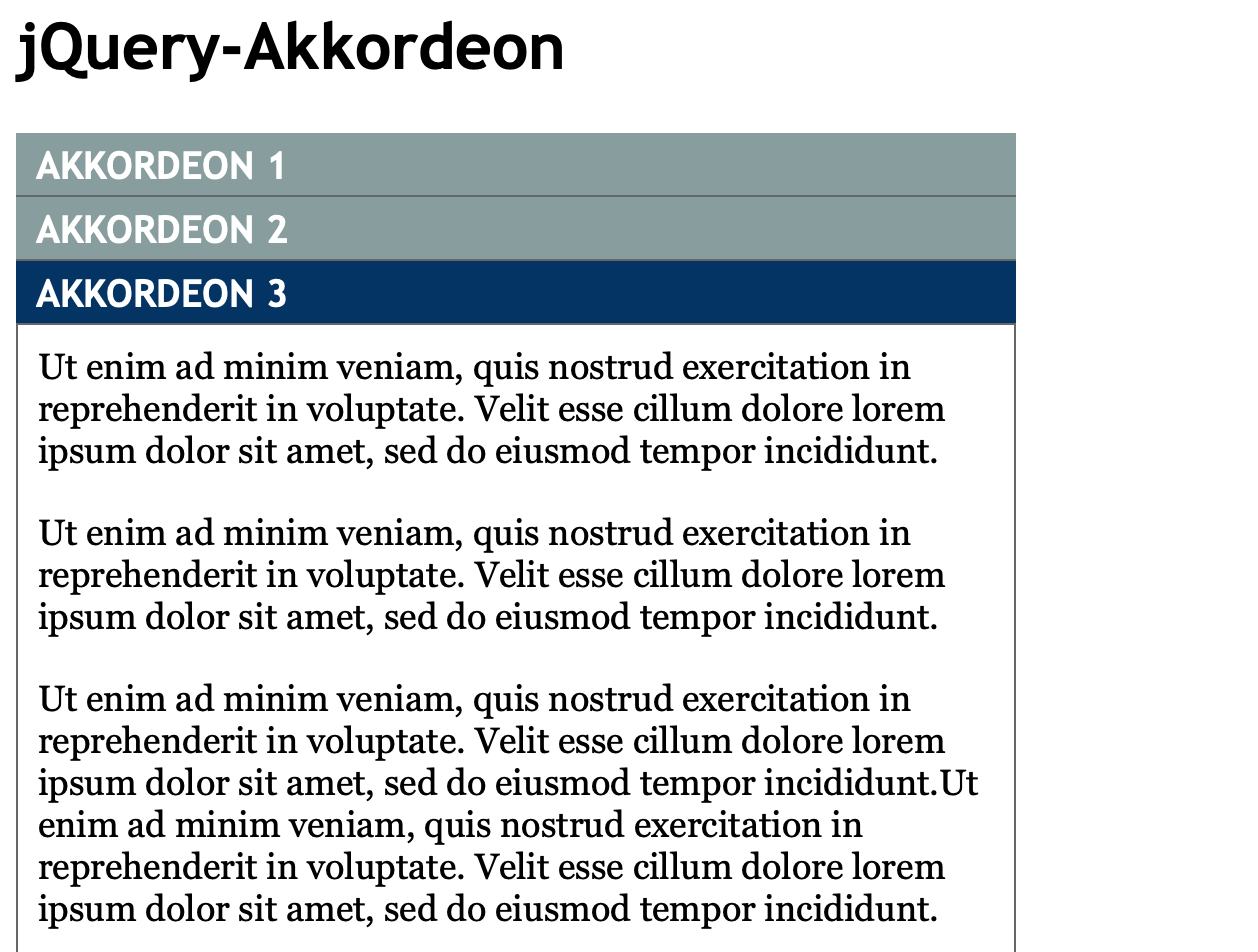 jQuery-Akkordeon
AKKORDEON 1
AKKORDEON 2
AKKORDEON 3
Ut enim ad minim veniam, quis nostrud exercitation in
reprehenderit in voluptate. Velit esse cillum dolore lorem
ipsum dolor sit amet, sed do eiusmod tempor incididunt.
Ut enim ad minim veniam, quis nostrud exercitation in
reprehenderit in voluptate. Velit esse cillum dolore lorem
ipsum dolor sit amet, sed do eiusmod tempor incididunt.
Ut enim ad minim veniam, quis nostrud exercitation in
reprehenderit in voluptate. Velit esse cillum dolore lorem
ipsum dolor sit amet, sed do eiusmod tempor incididunt.Ut
enim ad minim veniam, quis nostrud exercitation in
reprehenderit in voluptate. Velit esse cillum dolore lorem
ipsum dolor sit amet, sed do eiusmod tempor incididunt.